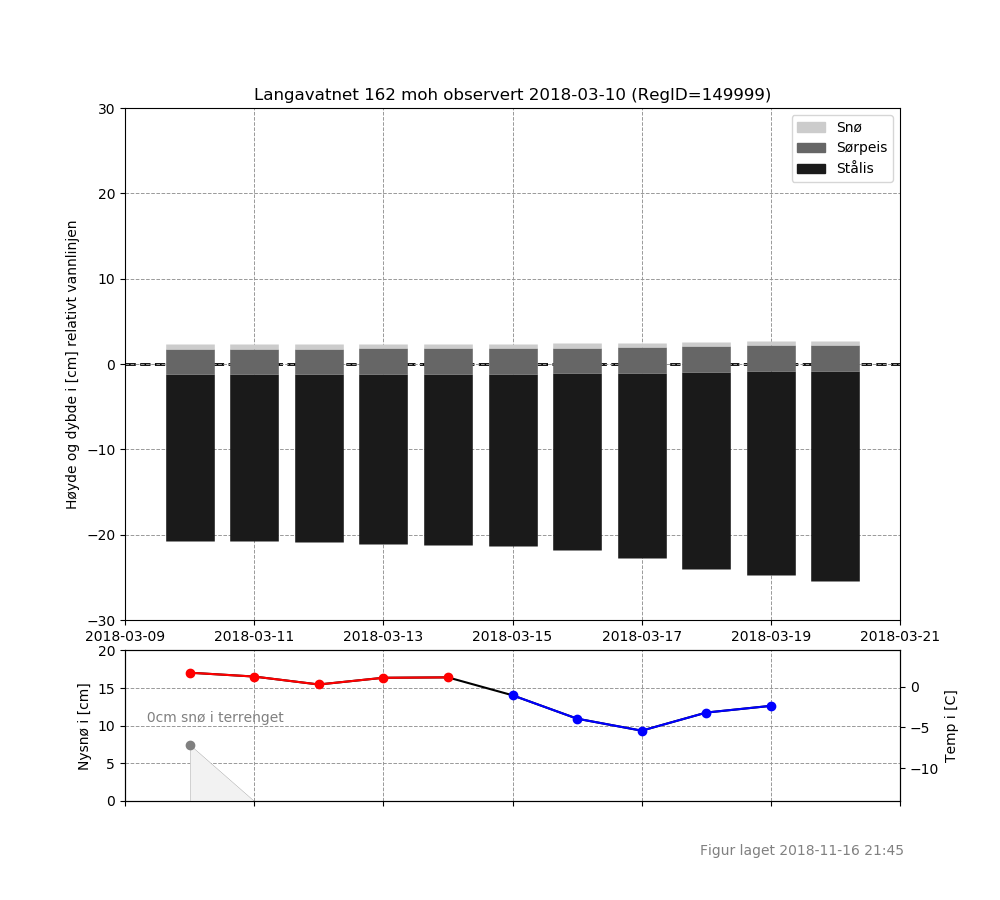 Langavatnet 162 moh observert 2018-03-10 (RegID=149999)
Snø
Sørpeis
Stålis
Høyde og dybde i [cm] relativt vannlinjen
30
20
10
0
−10
−20
−30
2018-03-09 2018-03-11 2018-03-13 2018-03-15 2018-03-17 2018-03-19 2018-03-21
Nysnø i [cm]
20
15
10
5
0
0cm snø i terrenget
0
−5
−10
Temp i [C]
Figur laget 2018-11-16 21:45